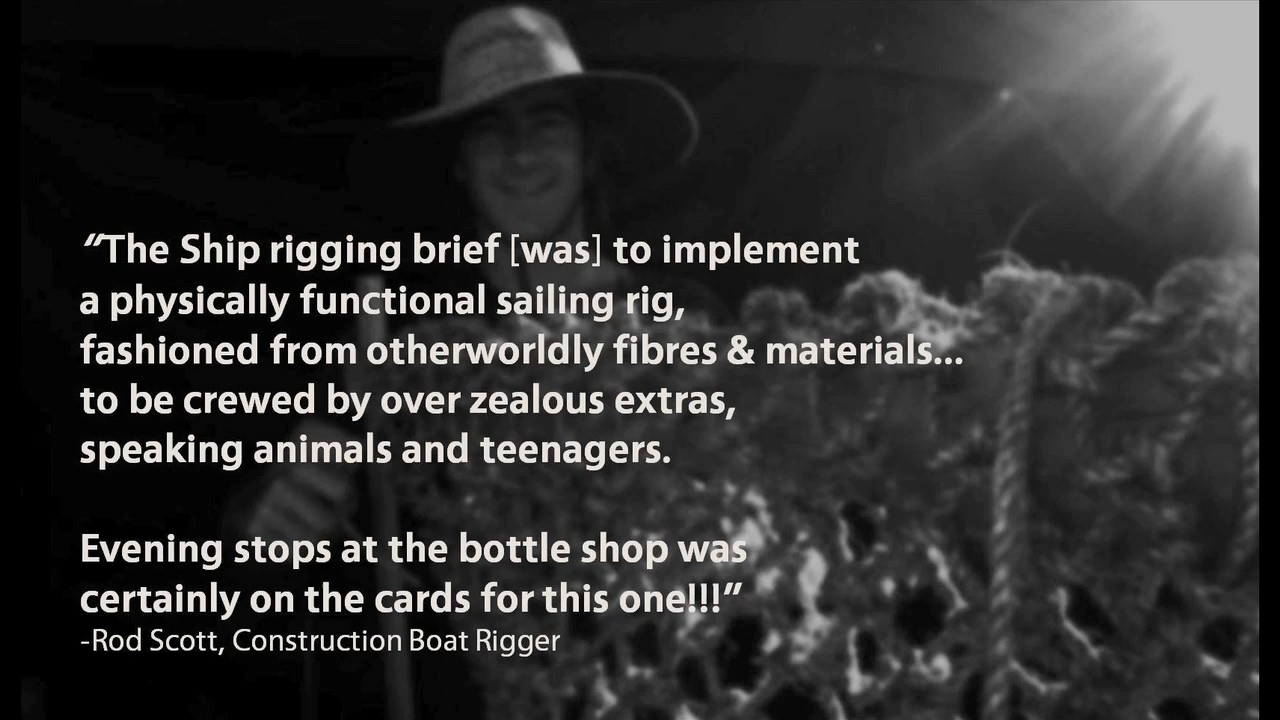 “The Ship rigging brief [was] to implement
a physically functional sailing rig,
fashioned from otherworldly fibres & materials...
to be crewed by over zealous extras,
speaking animals and teenagers.
Evening stops at the bottle shop was
certainly on the cards for this one!!!”
-Rod Scott, Construction Boat Rigger